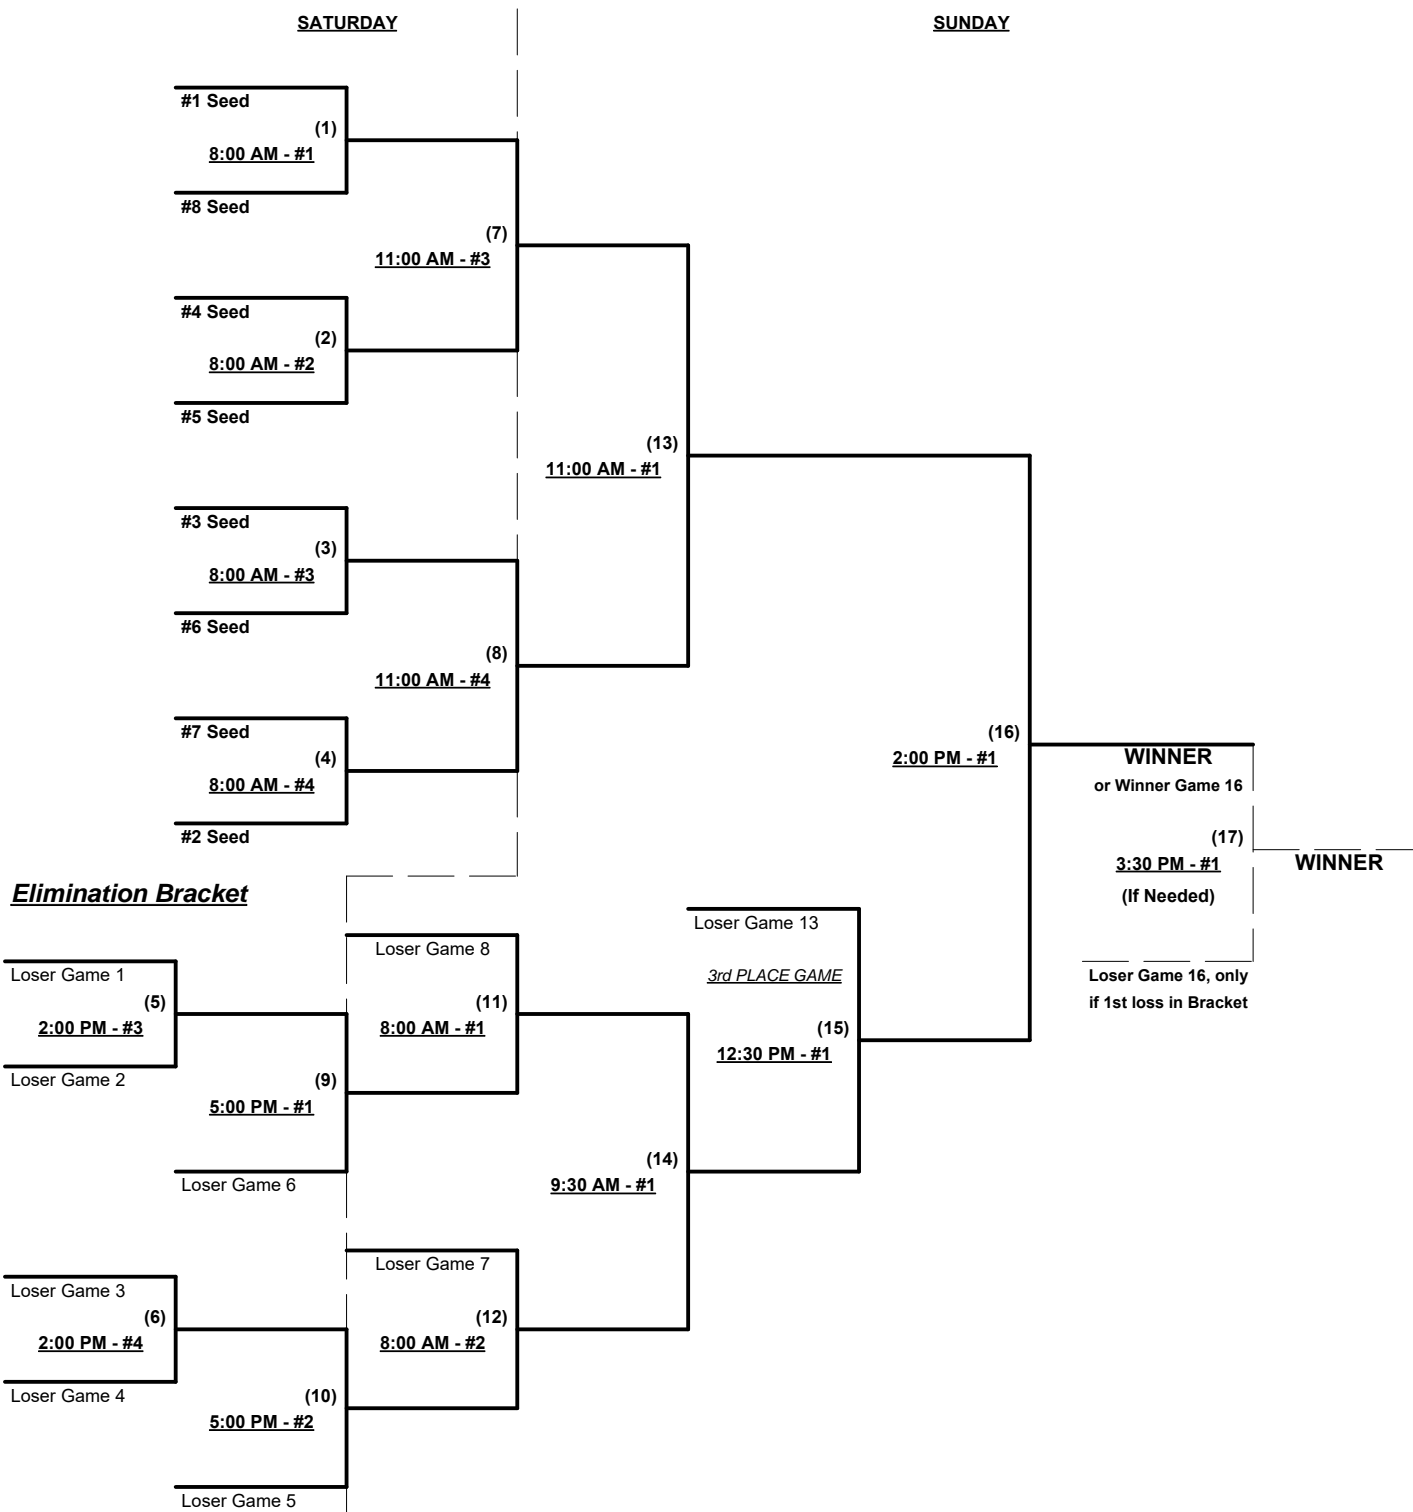 SATURDAY
SUNDAY
#1 Seed
(1)
8:00 AM - #1
#8 Seed
(7)
11:00 AM - #3
#4 Seed
(2)
8:00 AM - #2
#5 Seed
(13)
11:00 AM - #1
#3 Seed
(3)
8:00 AM - #3
#6 Seed
(8)
11:00 AM - #4
#7 Seed
(4)
8:00 AM - #4
#2 Seed
(16)
2:00 PM - #1
WINNER
or Winner Game 16
(17)
3:30 PM - #1
(If Needed)
WINNER
Loser Game 16, only
if 1st loss in Bracket
Elimination Bracket
Loser Game 1
(5)
2:00 PM - #3
Loser Game 2
Loser Game 8
(11)
8:00 AM - #1
(9)
5:00 PM - #1
Loser Game 6
Loser Game 13
3rd PLACE GAME
(15)
12:30 PM - #1
(14)
9:30 AM - #1
Loser Game 7
(12)
8:00 AM - #2
Loser Game 3
(6)
2:00 PM - #4
Loser Game 4
(10)
5:00 PM - #2
Loser Game 5